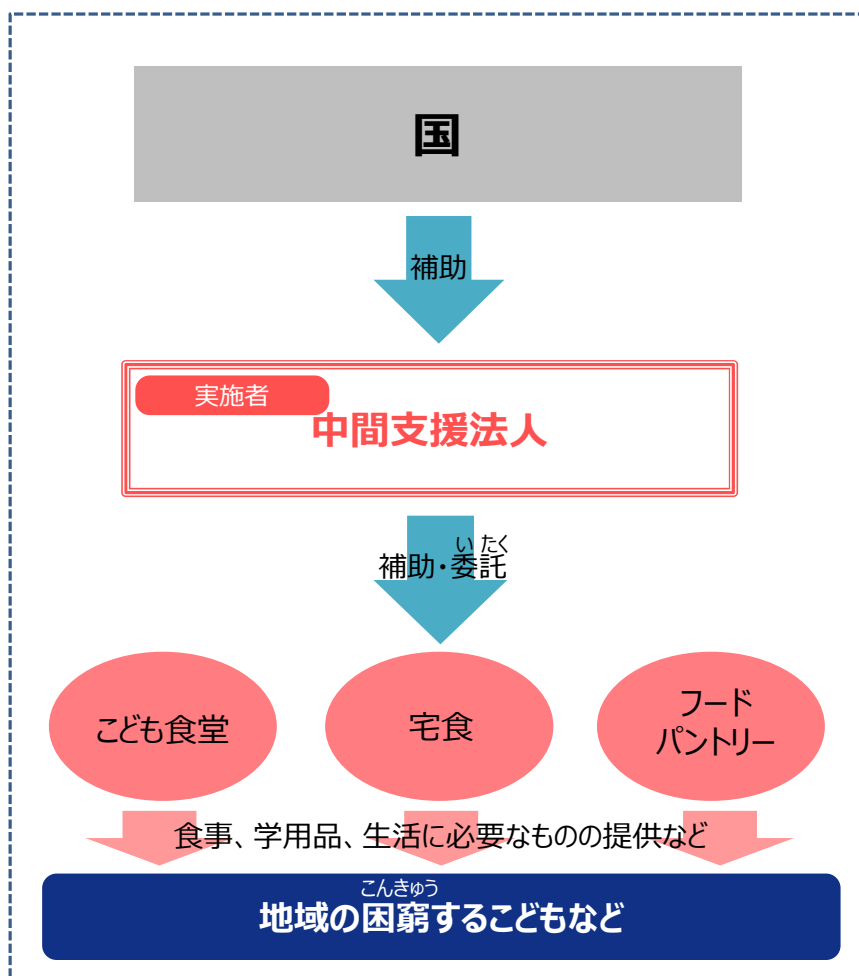 国
補助
実施者
中間支援法人
い たく
補助・委託
こども食堂
宅食
フード
パントリー
食事、学用品、生活に必要なものの提供など
こんきゅう
地域の困窮するこどもなど